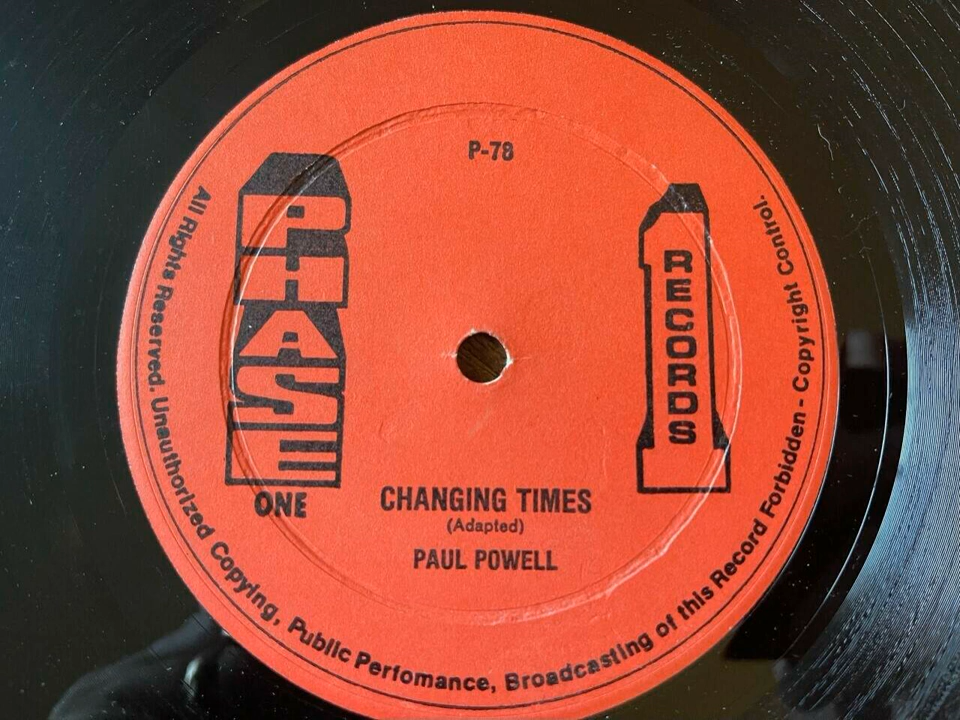 P-78
PHASE
ONE
RECORDS
CHANGING TIMES
(Adapted)
PAUL POWELL
All Rights Reserved. Unauthorized Copying, Public Perfomance, Broadcasting of this Record Forbidden - Copyright Control.